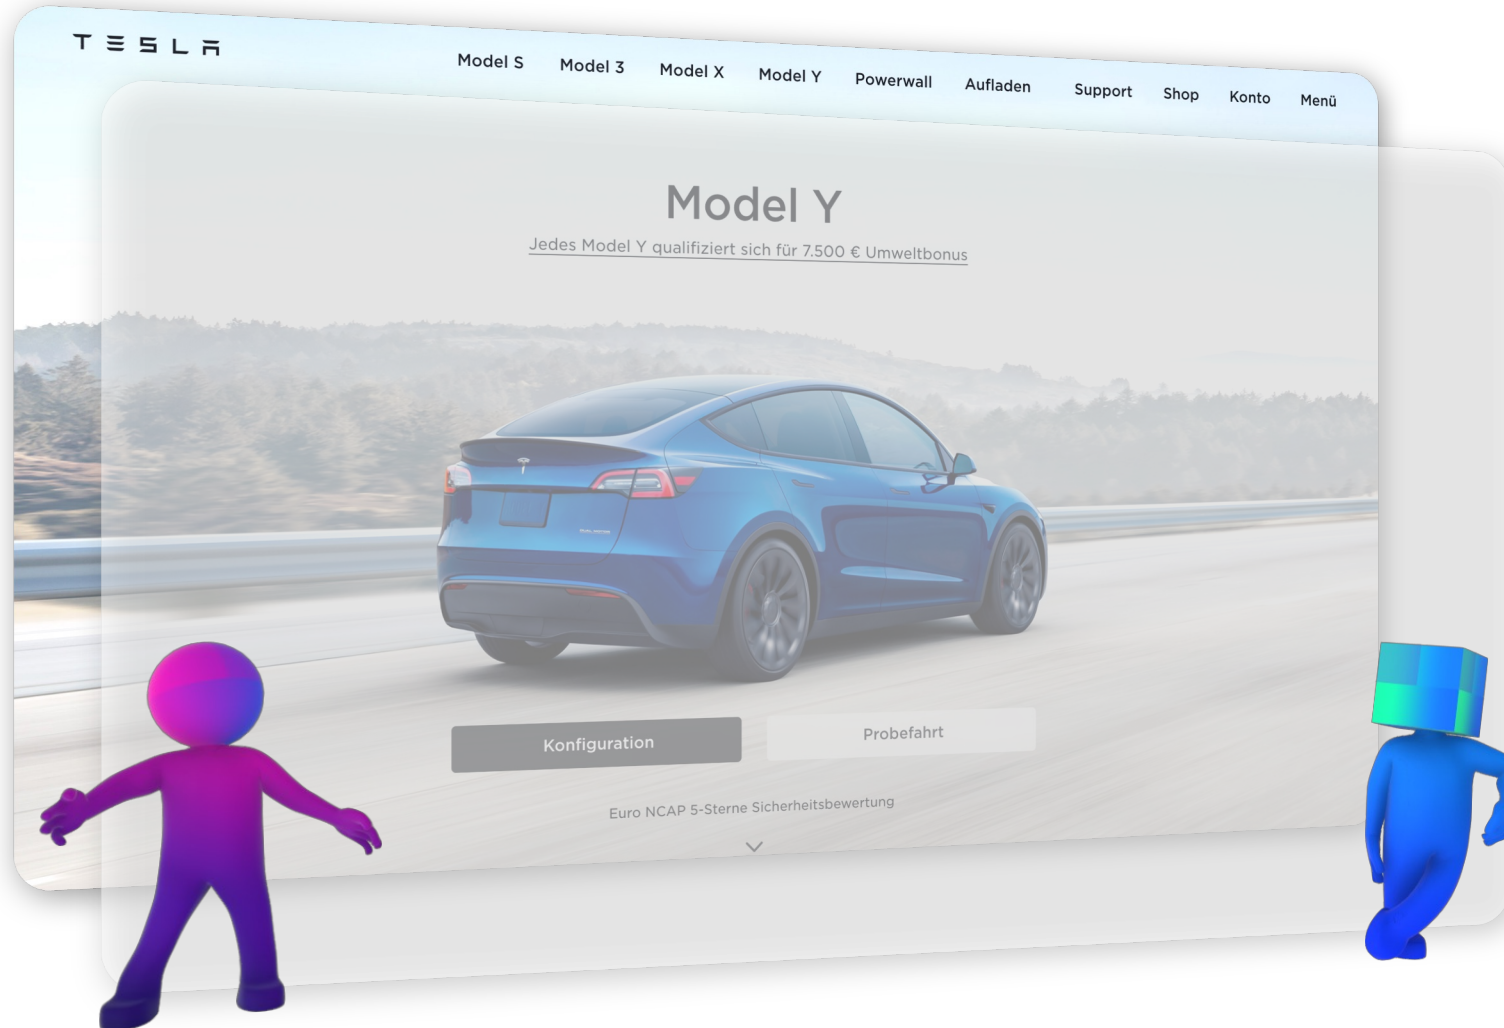 TESLA
Model S Model 3 Model X Model Y Powerwall Aufladen Support Shop Konto Menü
Model Y
Jedes Model Y qualifiziert sich für 7.500 € Umweltbonus
Konfiguration Probefahrt
Euro NCAP 5-Sterne Sicherheitsbewertung